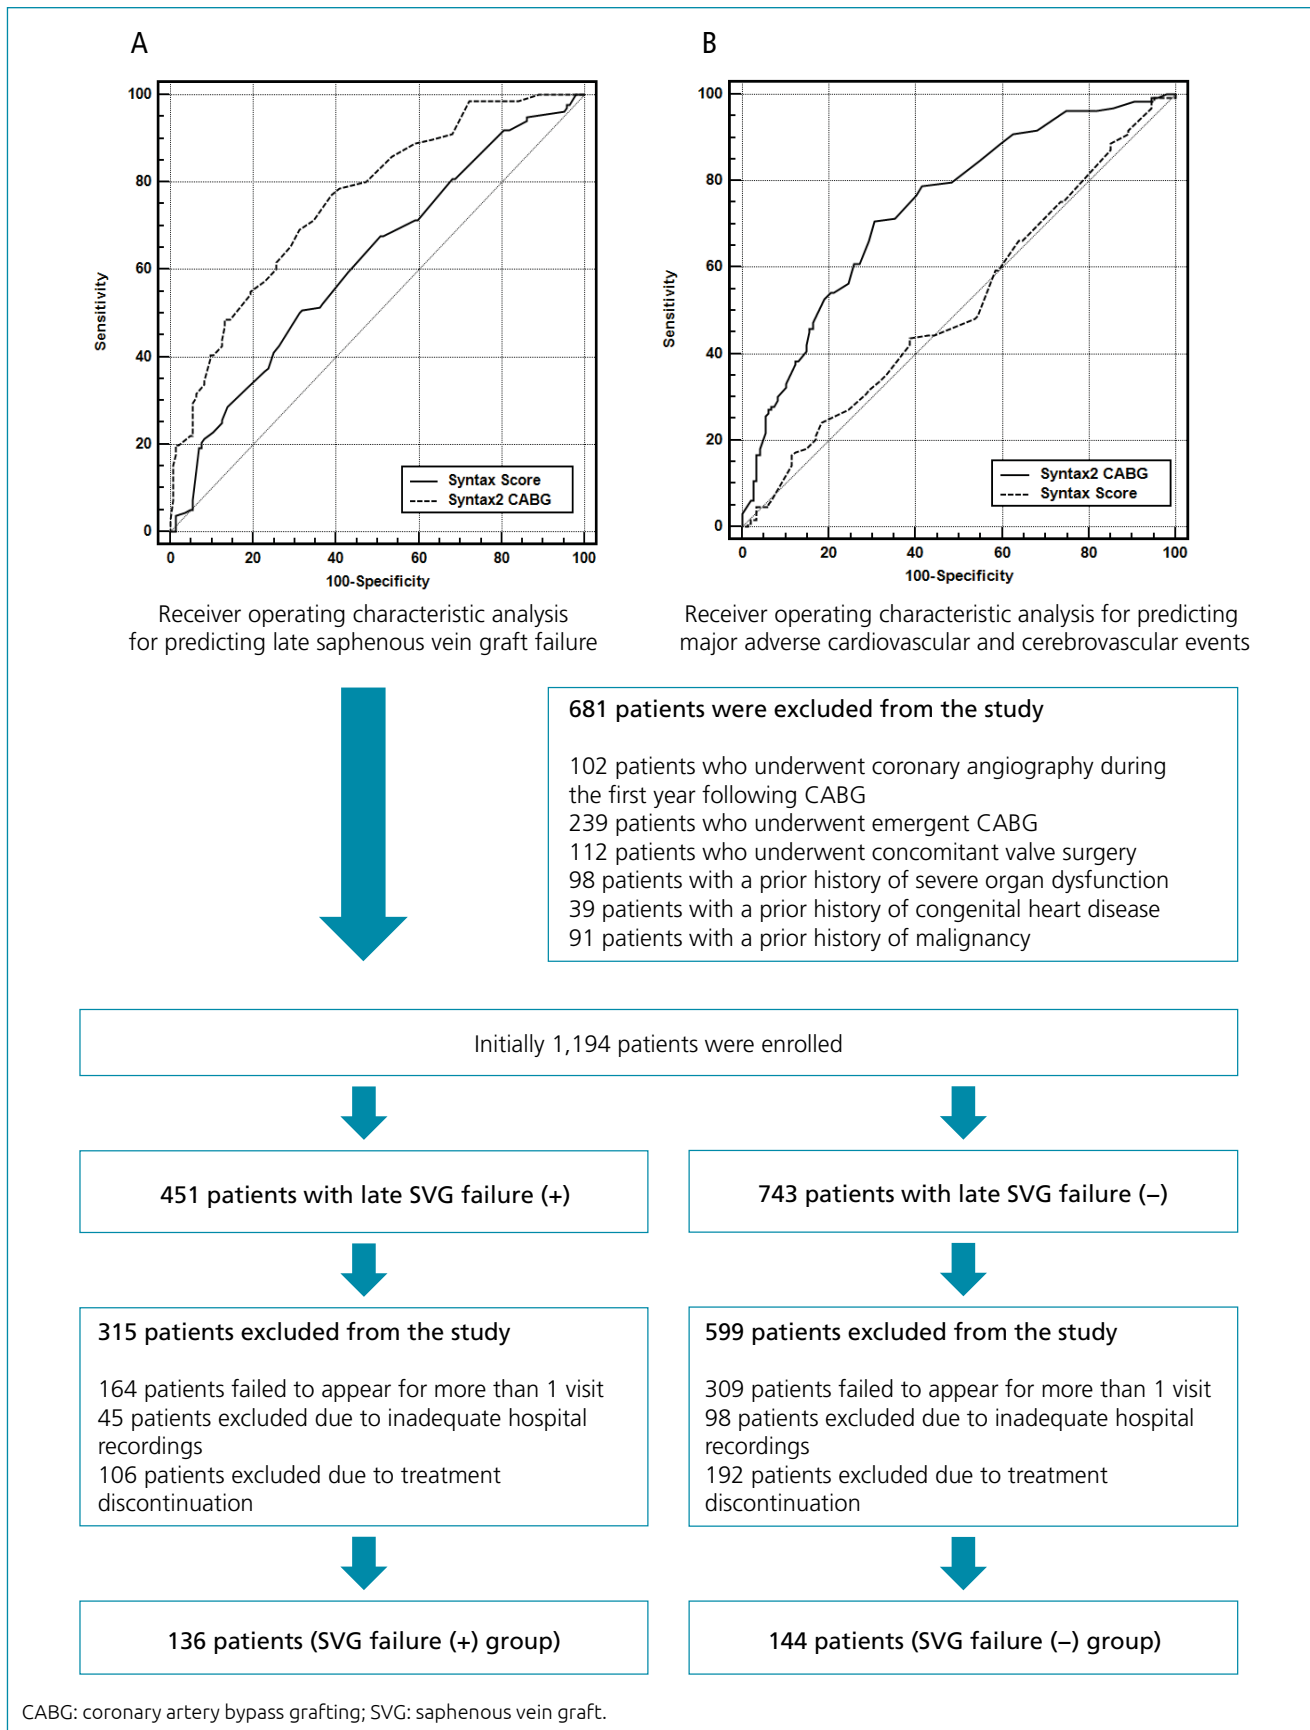 A
B
100
80
60
40
20
0
Sensitivity
0 20 40 60 80 100
100-Specificity
Syntax Score
Syntax2 CABG
100
80
60
40
20
0
Sensitivity
0 20 40 60 80 100
100-Specificity
Syntax2 CABG
Syntax Score
Receiver operating characteristic analysis
for predicting late saphenous vein graft failure
Receiver operating characteristic analysis for predicting
major adverse cardiovascular and cerebrovascular events
681 patients were excluded from the study
102 patients who underwent coronary angiography during
the first year following CABG
239 patients who underwent emergent CABG
112 patients who underwent concomitant valve surgery
98 patients with a prior history of severe organ dysfunction
39 patients with a prior history of congenital heart disease
91 patients with a prior history of malignancy
Initially 1,194 patients were enrolled
451 patients with late SVG failure (+)
743 patients with late SVG failure (–)
315 patients excluded from the study
164 patients failed to appear for more than 1 visit
45 patients excluded due to inadequate hospital
recordings
106 patients excluded due to treatment
discontinuation
599 patients excluded from the study
309 patients failed to appear for more than 1 visit
98 patients excluded due to inadequate hospital
recordings
192 patients excluded due to treatment
discontinuation
136 patients (SVG failure (+) group)
144 patients (SVG failure (–) group)
CABG: coronary artery bypass grafting; SVG: saphenous vein graft.